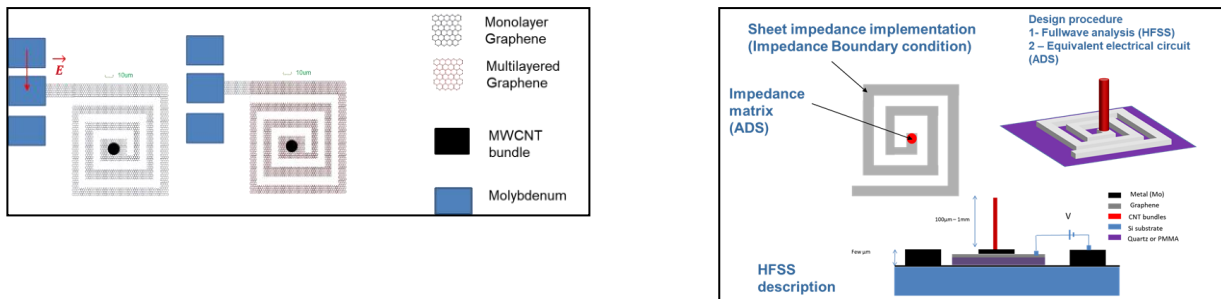 E
10um
10um
Monolayer
Graphene
Multilayered
Graphene
MWCNT
bundle
Molybdenum
Sheet impedance implementation
(Impedance Boundary condition)
Impedance
matrix
(ADS)
Design procedure
1- Fullwave analysis (HFSS)
2 – Equivalent electrical circuit
(ADS)
100µm – 1mm
V
Few µm
Metal (Mo)
Graphene
CNT bundles
Si substrate
Quartz or PMMA
HFSS
description